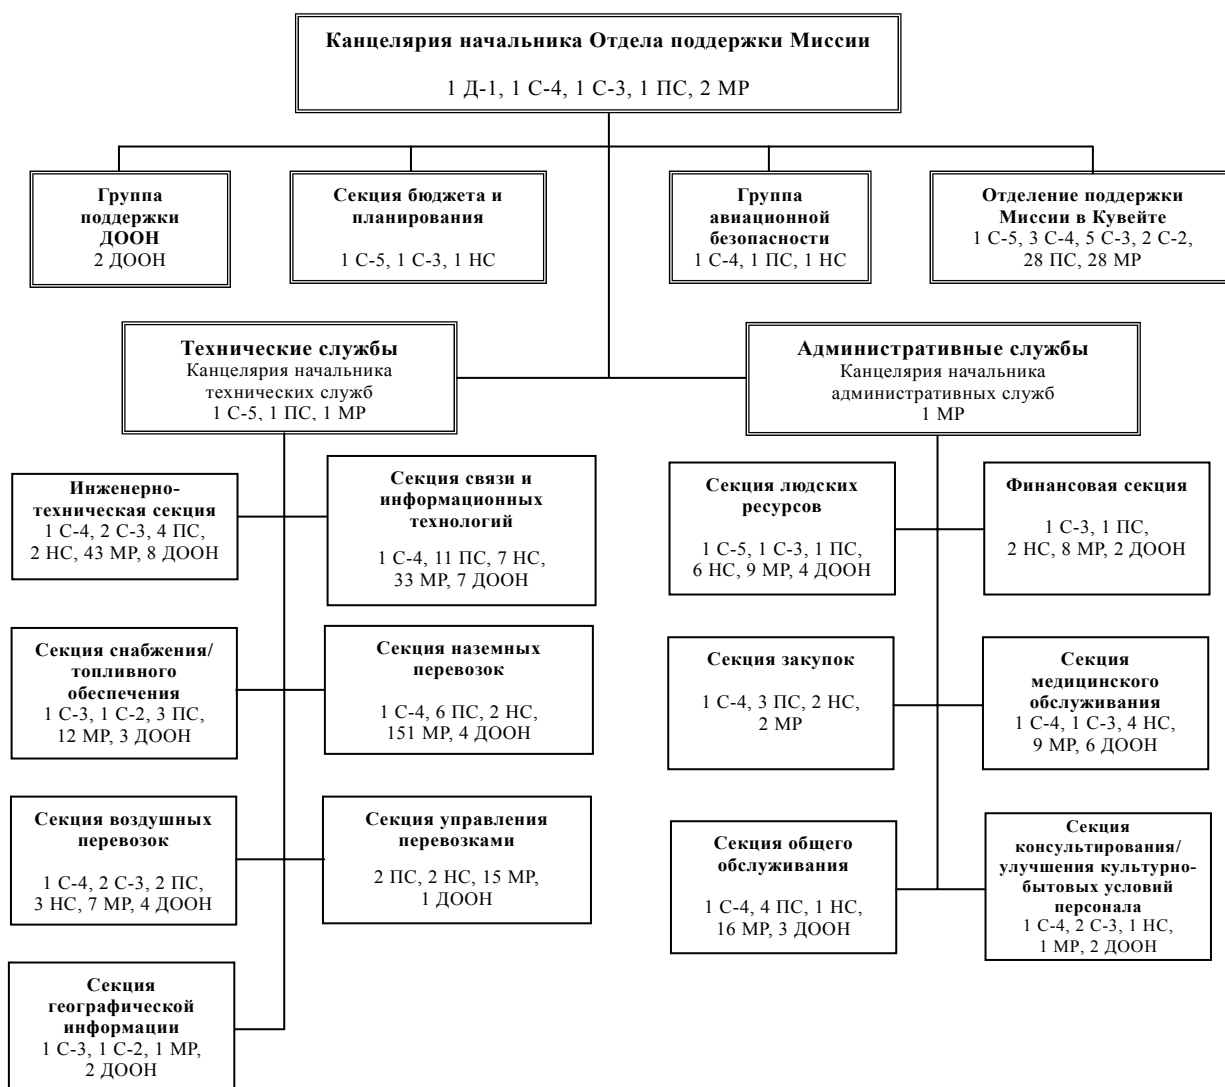 Канцелярия начальника Отдела поддержки Миссии
1 Д-1, 1 С-4, 1 С-3, 1 ПС, 2 МР
Группа
поддержки
ДООН
2 ДООН
Секция бюджета и
планирования
1 С-5, 1 С-3, 1 НС
Группа
авиационной
безопасности
1 С-4, 1 ПС, 1 НС
Отделение поддержки
Миссии в Кувейте
1 С-5, 3 С-4, 5 С-3, 2 С-2,
28 ПС, 28 МР
Технические службы
Канцелярия начальника
технических служб
1 С-5, 1 ПС, 1 МР
Административные службы
Канцелярия начальника
административных служб
1 МР
Инженерно-
техническая секция
1 С-4, 2 С-3, 4 ПС,
2 НС, 43 МР, 8 ДООН
Секция связи и
информационных
технологий
1 С-4, 11 ПС, 7 НС,
33 МР, 7 ДООН
Секция людских
ресурсов
1 С-5, 1 С-3, 1 ПС,
6 НС, 9 МР, 4 ДООН
Финансовая секция
1 С-3, 1 ПС,
2 НС, 8 МР, 2 ДООН
Секция снабжения/
топливного
обеспечения
1 С-3, 1 С-2, 3 ПС,
12 МР, 3 ДООН
Секция наземных
перевозок
1 С-4, 6 ПС, 2 НС,
151 МР, 4 ДООН
Секция закупок
1 С-4, 3 ПС, 2 НС,
2 МР
Секция
медицинского
обслуживания
1 С-4, 1 С-3, 4 НС,
9 МР, 6 ДООН
Секция воздушных
перевозок
1 С-4, 2 С-3, 2 ПС,
3 НС, 7 МР, 4 ДООН
Секция управления
перевозками
2 ПС, 2 НС, 15 МР,
1 ДООН
Секция общего
обслуживания
1 С-4, 4 ПС, 1 НС,
16 МР, 3 ДООН
Секция
консультирования/
улучшения культурно-
бытовых условий
персонала
1 С-4, 2 С-3, 1 НС,
1 МР, 2 ДООН
Секция
географической
информации
1 С-3, 1 С-2, 1 МР,
2 ДООН